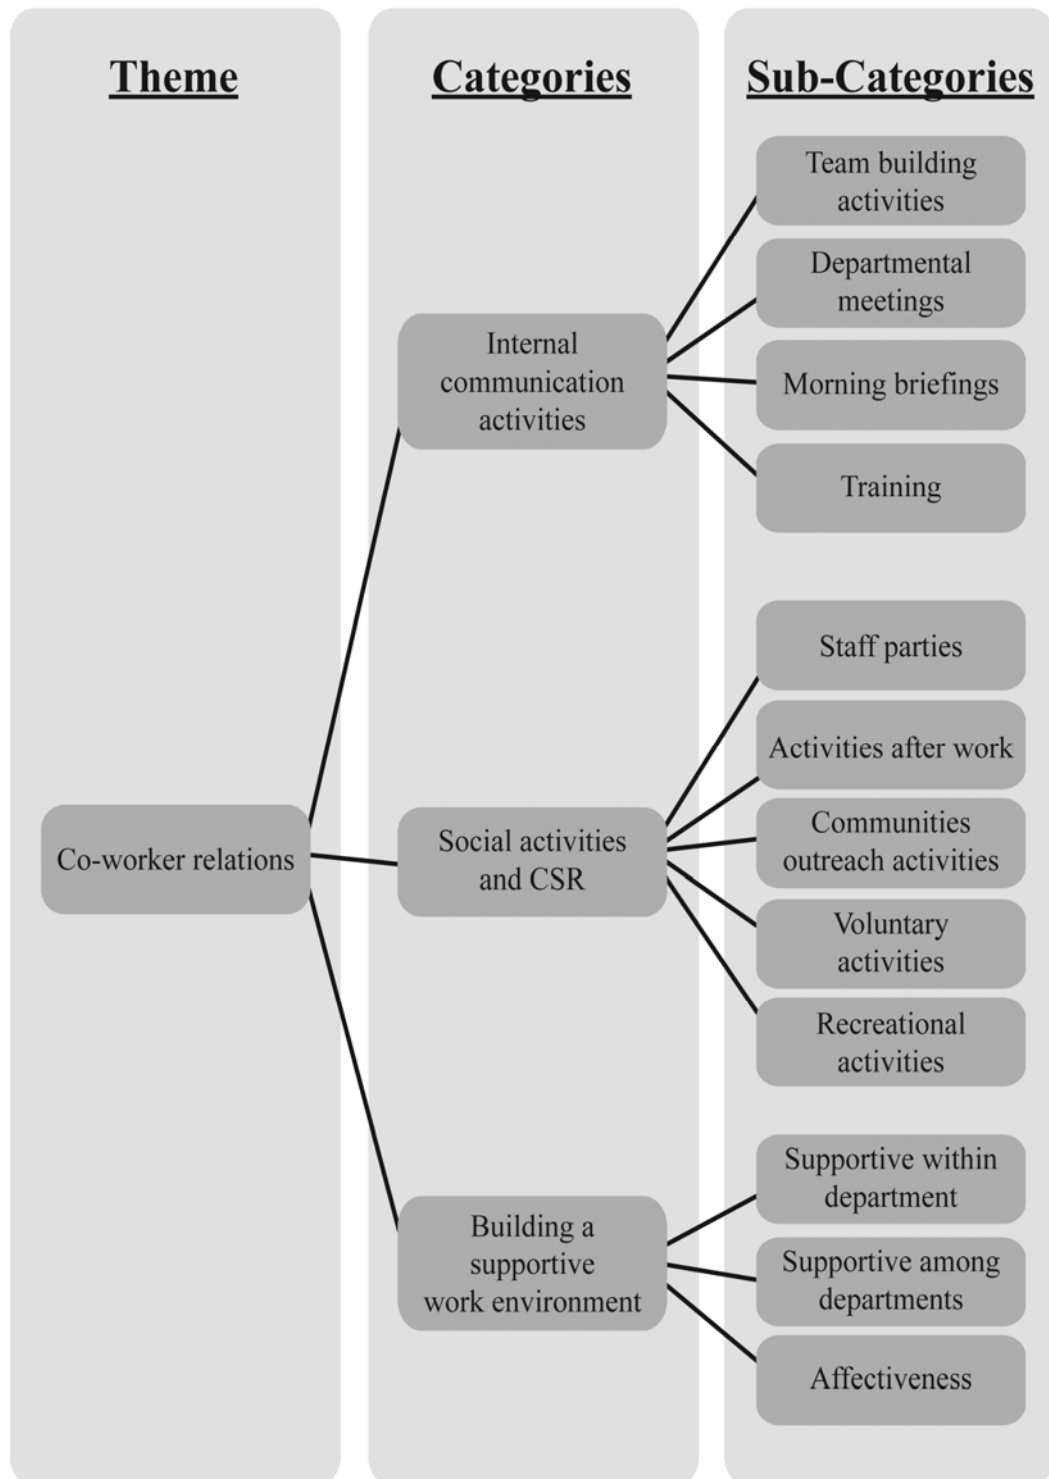 Theme
Categories
Sub-Categories
Team building
activities
Departmental
meetings
Internal
communication
activities
Morning briefings
Training
Staff parties
Activities after work
Co-worker relations
Social activities
and CSR
Communities
outreach activities
Voluntary
activities
Recreational
activities
Building a
supportive
work environment
Supportive within
department
Supportive among
departments
Affectiveness